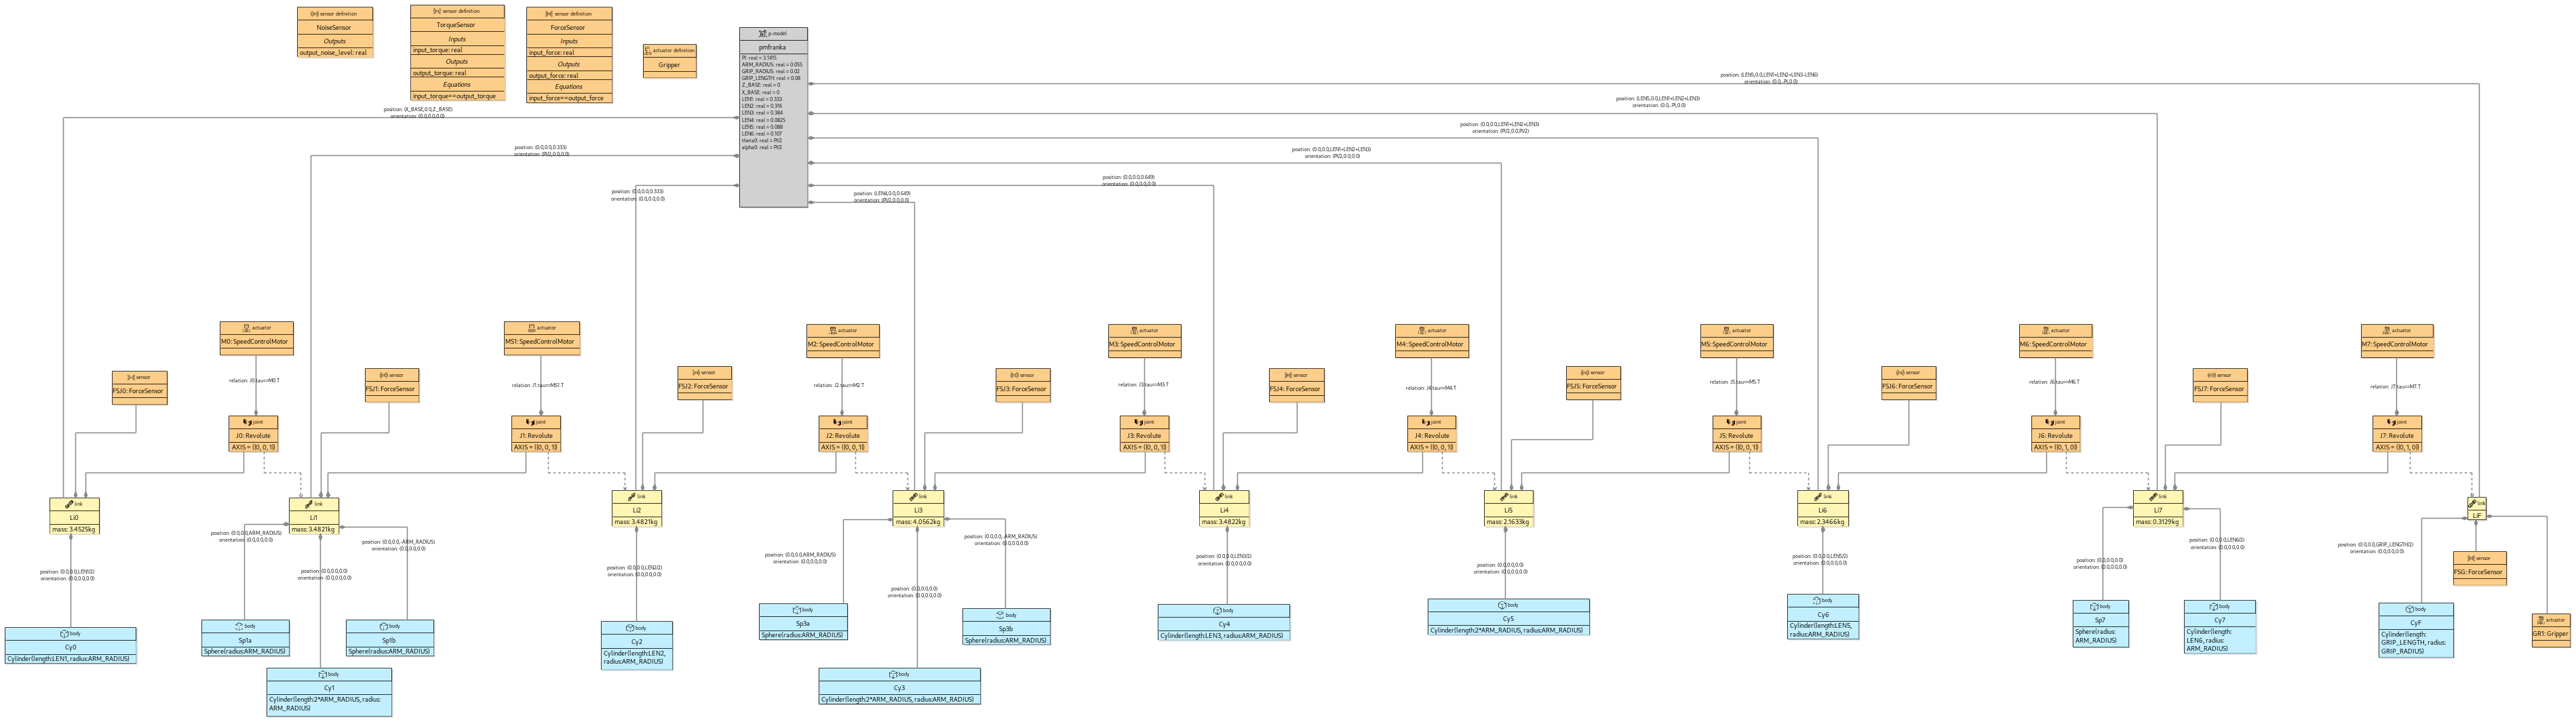 sensor definition
NoiseSensor
Outputs
output_noise_level: real
sensor definition
TorqueSensor
Inputs
input_torque: real
Outputs
output_torque: real
Equations
input_torque==output_torque
sensor definition
ForceSensor
Inputs
input_force: real
Outputs
output_force: real
Equations
input_force==output_force
actuator definition
Gripper
p-model
pmfranka
PI: real = 3.1415
ARM_RADIUS: real = 0.055
GRIP_RADIUS: real = 0.02
GRIP_LENGTH: real = 0.08
Z_BASE: real = 0
X_BASE: real = 0
LEN1: real = 0.333
LEN2: real = 0.316
LEN3: real = 0.384
LEN4: real = 0.0825
LEN5: real = 0.088
LEN6: real = 0.107
theta0: real = PI/2
alpha0: real = PI/2
position: (X_BASE,0.0,Z_BASE)
orientation: (0.0,0.0,0.0)
position: (0.0,0.0,0.333)
orientation: (PI/2,0.0,0.0)
position: (0.0,0.0,0.333)
orientation: (0.0,0.0,0.0)
position: (LEN4,0.0,0.649)
orientation: (PI/2,0.0,0.0)
position: (0.0,0.0,0.649)
orientation: (0.0,0.0,0.0)
position: (0.0,0.0,LEN1+LEN2+LEN3)
orientation: (PI/2,0.0,0.0)
position: (0.0,0.0,LEN1+LEN2+LEN3)
orientation: (PI/2,0.0,PI/2)
position: (LEN5,0.0,LEN1+LEN2+LEN3)
orientation: (0.0,-PI,0.0)
position: (LEN5,0.0,LEN1+LEN2+LEN3-LEN6)
orientation: (0.0,-PI,0.0)
actuator
M0: SpeedControlMotor
actuator
MS1: SpeedControlMotor
actuator
M2: SpeedControlMotor
actuator
M3: SpeedControlMotor
actuator
M4: SpeedControlMotor
actuator
M5: SpeedControlMotor
actuator
M6: SpeedControlMotor
actuator
M7: SpeedControlMotor
sensor
FSJ0: ForceSensor
relation: J0.tau==M0.T
sensor
FSJ1: ForceSensor
relation: J1.tau==MS1.T
sensor
FSJ2: ForceSensor
relation: J2.tau==M2.T
sensor
FSJ3: ForceSensor
relation: J3.tau==M3.T
sensor
FSJ4: ForceSensor
relation: J4.tau==M4.T
sensor
FSJ5: ForceSensor
relation: J5.tau==M5.T
sensor
FSJ6: ForceSensor
relation: J6.tau==M6.T
sensor
FSJ7: ForceSensor
relation: J7.tau==M7.T
joint
J0: Revolute
AXIS = (|0, 0, 1|)
joint
J1: Revolute
AXIS = (|0, 0, 1|)
joint
J2: Revolute
AXIS = (|0, 0, 1|)
joint
J3: Revolute
AXIS = (|0, 0, 1|)
joint
J4: Revolute
AXIS = (|0, 0, 1|)
joint
J5: Revolute
AXIS = (|0, 0, 1|)
joint
J6: Revolute
AXIS = (|0, 1, 0|)
joint
J7: Revolute
AXIS = (|0, 1, 0|)
link
Li0
mass: 3.4525kg
link
Li1
mass: 3.4821kg
link
Li2
mass: 3.4821kg
link
Li3
mass: 4.0562kg
link
Li4
mass: 3.4822kg
link
Li5
mass: 2.1633kg
link
Li6
mass: 2.3466kg
link
Li7
mass: 0.3129kg
link
LiF
position: (0.0,0.0,LEN1/2)
orientation: (0.0,0.0,0.0)
position: (0.0,0.0,ARM_RADIUS)
orientation: (0.0,0.0,0.0)
position: (0.0,0.0,0.0)
orientation: (0.0,0.0,0.0)
position: (0.0,0.0,-ARM_RADIUS)
orientation: (0.0,0.0,0.0)
position: (0.0,0.0,LEN2/2)
orientation: (0.0,0.0,0.0)
position: (0.0,0.0,ARM_RADIUS)
orientation: (0.0,0.0,0.0)
position: (0.0,0.0,0.0)
orientation: (0.0,0.0,0.0)
position: (0.0,0.0,-ARM_RADIUS)
orientation: (0.0,0.0,0.0)
position: (0.0,0.0,LEN3/2)
orientation: (0.0,0.0,0.0)
position: (0.0,0.0,0.0)
orientation: (0.0,0.0,0.0)
position: (0.0,0.0,LEN5/2)
orientation: (0.0,0.0,0.0)
position: (0.0,0.0,0.0)
orientation: (0.0,0.0,0.0)
position: (0.0,0.0,LEN6/2)
orientation: (0.0,0.0,0.0)
position: (0.0,0.0,GRIP_LENGTH/2)
orientation: (0.0,0.0,0.0)
sensor
FSG: ForceSensor
body
Cy0
Cylinder(length:LEN1, radius:ARM_RADIUS)
body
Sp1a
Sphere(radius:ARM_RADIUS)
body
Sp1b
Sphere(radius:ARM_RADIUS)
body
Cy1
Cylinder(length:2*ARM_RADIUS, radius:
ARM_RADIUS)
body
Cy2
Cylinder(length:LEN2,
radius:ARM_RADIUS)
body
Sp3a
Sphere(radius:ARM_RADIUS)
body
Sp3b
Sphere(radius:ARM_RADIUS)
body
Cy3
Cylinder(length:2*ARM_RADIUS, radius:ARM_RADIUS)
body
Cy4
Cylinder(length:LEN3, radius:ARM_RADIUS)
body
Cy5
Cylinder(length:2*ARM_RADIUS, radius:ARM_RADIUS)
body
Cy6
Cylinder(length:LEN5,
radius:ARM_RADIUS)
body
Sp7
Sphere(radius:
ARM_RADIUS)
body
Cy7
Cylinder(length:
LEN6, radius:
ARM_RADIUS)
body
CyF
Cylinder(length:
GRIP_LENGTH, radius:
GRIP_RADIUS)
actuator
GR1: Gripper